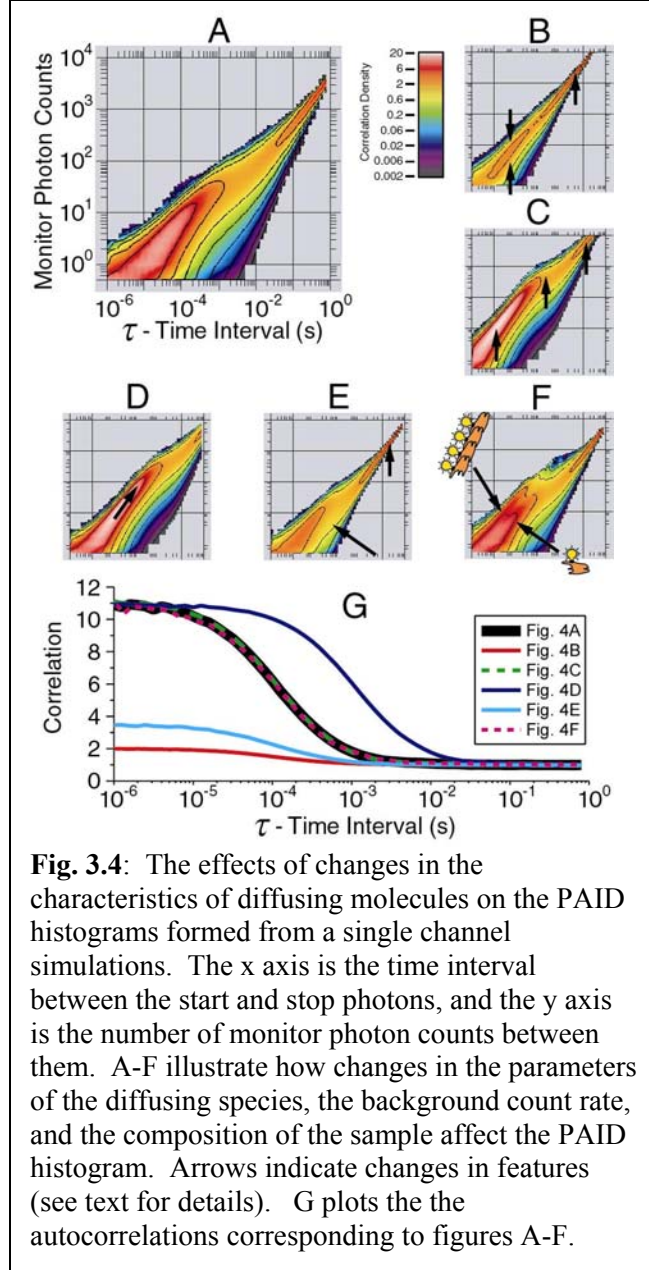 A
B
10^4
10^3
10^2
10^1
10^0
Monitor Photon Counts
10^-6
10^-4
10^-2
10^0
τ - Time Interval (s)
20
6
2
0.6
0.2
0.06
0.02
0.006
0.002
Correlation Density
C
D
E
F
G
12
10
8
6
4
2
0
Correlation
Fig. 4A
Fig. 4B
Fig. 4C
Fig. 4D
Fig. 4E
Fig. 4F
10^-6
10^-5
10^-4
10^-3
10^-2
10^-1
10^0
τ - Time Interval (s)
Fig. 3.4: The effects of changes in the
characteristics of diffusing molecules on the PAID
histograms formed from a single channel
simulations. The x axis is the time interval
between the start and stop photons, and the y axis
is the number of monitor photon counts between
them. A-F illustrate how changes in the parameters
of the diffusing species, the background count rate,
and the composition of the sample affect the PAID
histogram. Arrows indicate changes in features
(see text for details). G plots the the
autocorrelations corresponding to figures A-F.